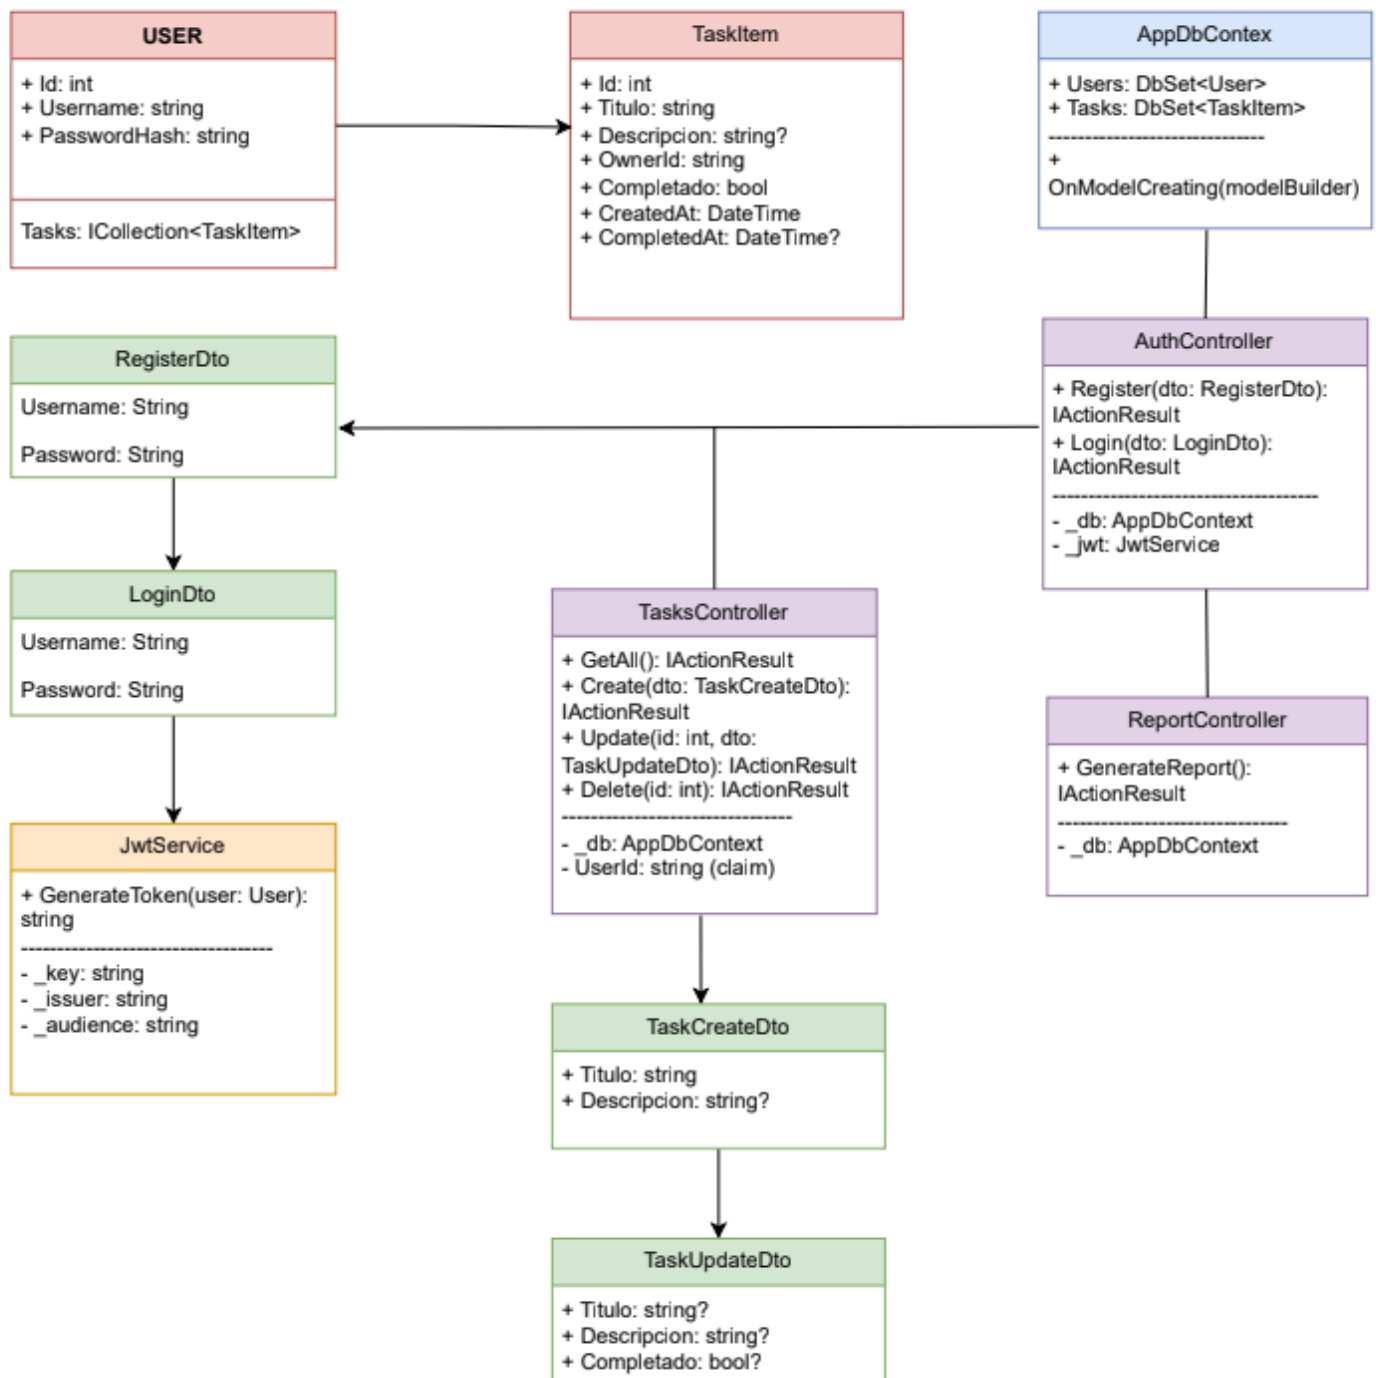 USER
+ Id: int
+ Username: string
+ PasswordHash: string
Tasks: ICollection<TaskItem>
TaskItem
+ Id: int
+ Titulo: string
+ Descripcion: string?
+ OwnerId: string
+ Completado: bool
+ CreatedAt: DateTime
+ CompletedAt: DateTime?
AppDbContex
+ Users: DbSet<User>
+ Tasks: DbSet<TaskItem>
------------------------------
+
OnModelCreating(modelBuilder)
RegisterDto
Username: String
Password: String
AuthController
+ Register(dto: RegisterDto):
IActionResult
+ Login(dto: LoginDto):
IActionResult
-------------------------------------
- _db: AppDbContext
- _jwt: JwtService
LoginDto
Username: String
Password: String
TasksController
+ GetAll(): IActionResult
+ Create(dto: TaskCreateDto):
IActionResult
+ Update(id: int, dto:
TaskUpdateDto): IActionResult
+ Delete(id: int): IActionResult
--------------------------------
- _db: AppDbContext
- UserId: string (claim)
ReportController
+ GenerateReport():
IActionResult
--------------------------------
- _db: AppDbContext
JwtService
+ GenerateToken(user: User):
string
-----------------------------------
- _key: string
- _issuer: string
- _audience: string
TaskCreateDto
+ Titulo: string
+ Descripcion: string?
TaskUpdateDto
+ Titulo: string?
+ Descripcion: string?
+ Completado: bool?